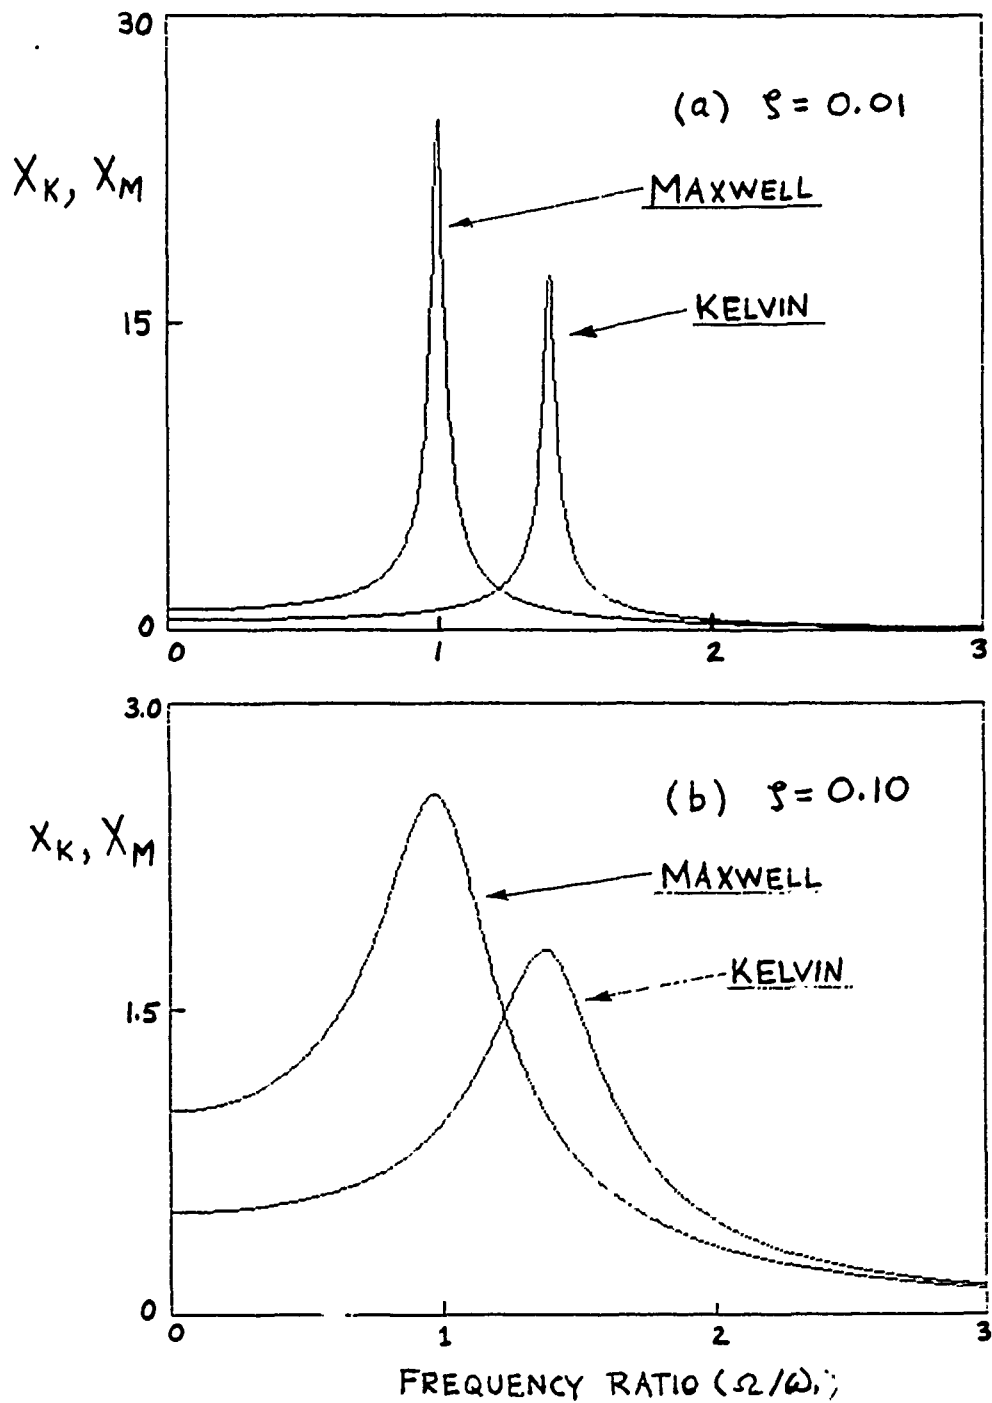 30
(a) ζ = 0.01
X_K, X_M
MAXWELL
KELVIN
15
0
0 1 2 3
3.0
(b) ζ = 0.10
X_K, X_M
MAXWELL
KELVIN
1.5
0
0 1 2 3
FREQUENCY RATIO (Ω/ω₁)